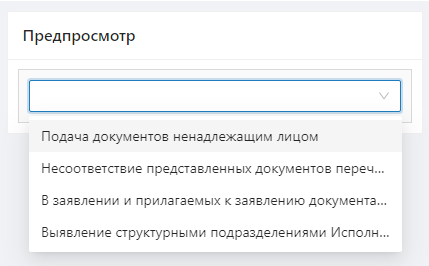 Предпросмотр
Подача документов ненадлежащим лицом
Несоответствие представленных документов переч...
В заявлении и прилагаемых к заявлению документа...
Выявление структурными подразделениями Исполн...